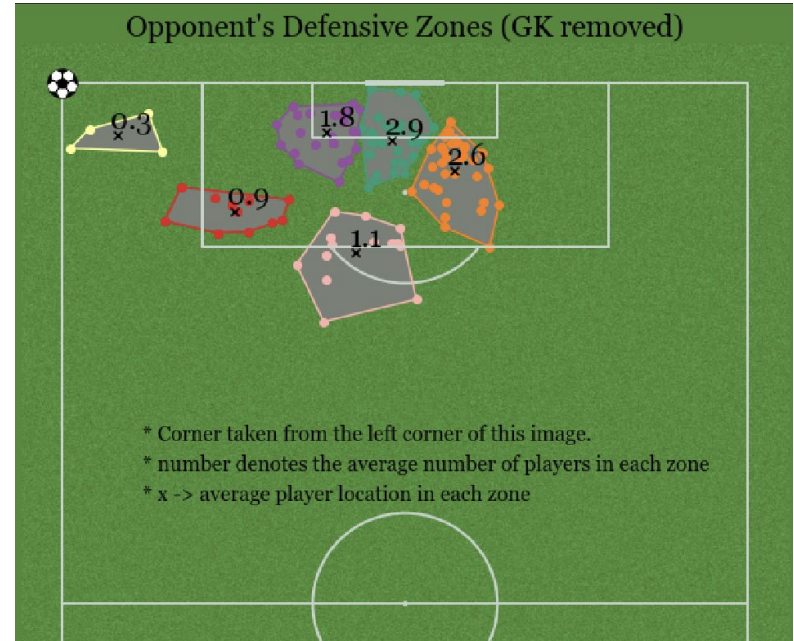 Opponent's Defensive Zones (GK removed)
0.3
1.8
2.9
2.6
0.9
1.1
* Corner taken from the left corner of this image.
* number denotes the average number of players in each zone
* x -> average player location in each zone